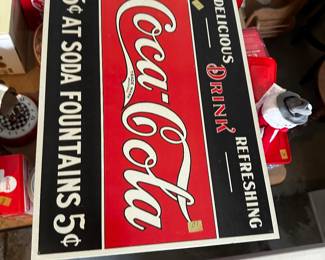 DELICIOUS
DRINK
REFRESHING
Coca-Cola
5¢ AT SODA FOUNTAINS 5¢